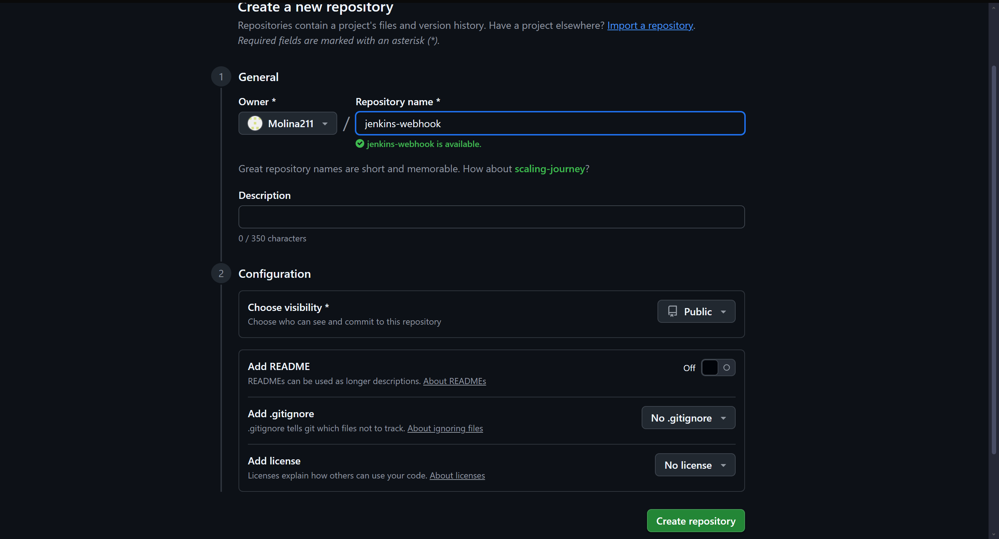 Create a new repository
Repositories contain a project's files and version history. Have a project elsewhere? Import a repository.
Required fields are marked with an asterisk (*).
1 General
Owner * Repository name *
Molina211 / jenkins-webhook
jenkins-webhook is available.
Great repository names are short and memorable. How about scaling-journey?
Description
0 / 350 characters
2 Configuration
Choose visibility *
Public
Choose who can see and commit to this repository
Add README
Off
READMEs can be used as longer descriptions. About READMEs
Add .gitignore
No .gitignore
.gitignore tells git which files not to track. About ignoring files
Add license
No license
Licenses explain how others can use your code. About licenses
Create repository